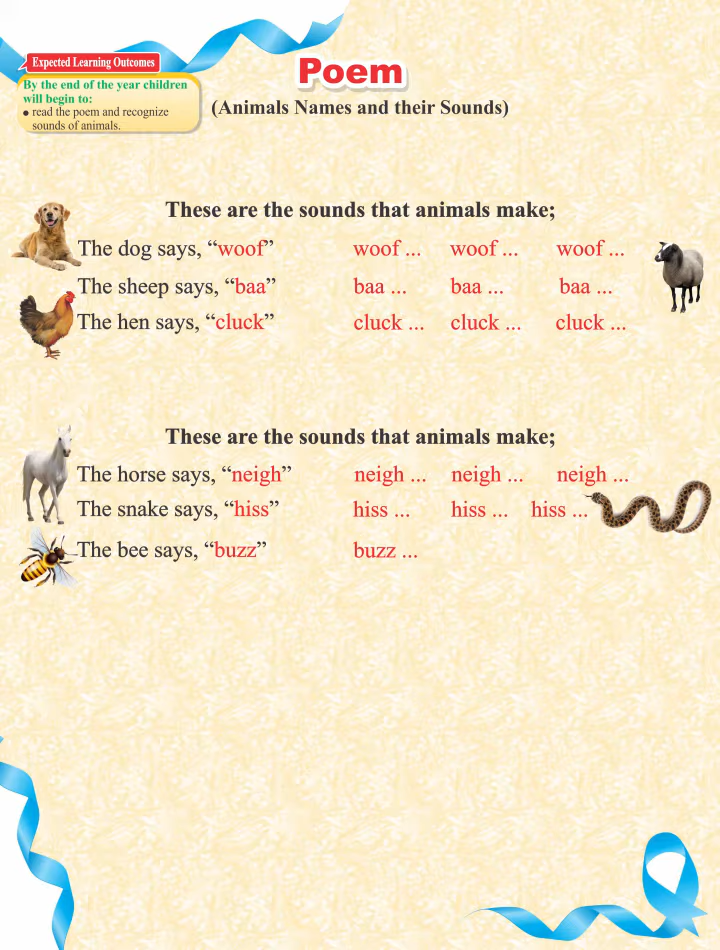 Expected Learning Outcomes
By the end of the year children
will begin to:
• read the poem and recognize
sounds of animals.
Poem
(Animals Names and their Sounds)
These are the sounds that animals make;
The dog says, “woof” woof ... woof ... woof ...
The sheep says, “baa” baa ... baa ... baa ...
The hen says, “cluck” cluck ... cluck ... cluck ...
These are the sounds that animals make;
The horse says, “neigh” neigh ... neigh ... neigh ...
The snake says, “hiss” hiss ... hiss ... hiss ...
The bee says, “buzz” buzz ...